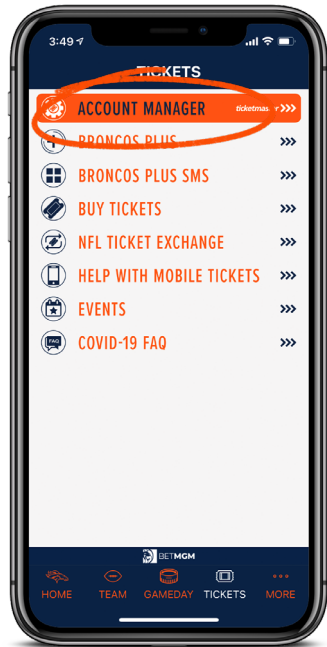 3:49
TICKETS
ACCOUNT MANAGER ticketmaster
BRONCOS PLUS
BRONCOS PLUS SMS
BUY TICKETS
NFL TICKET EXCHANGE
HELP WITH MOBILE TICKETS
EVENTS
FAQ COVID-19 FAQ
BETMGM
HOME TEAM GAMEDAY TICKETS MORE